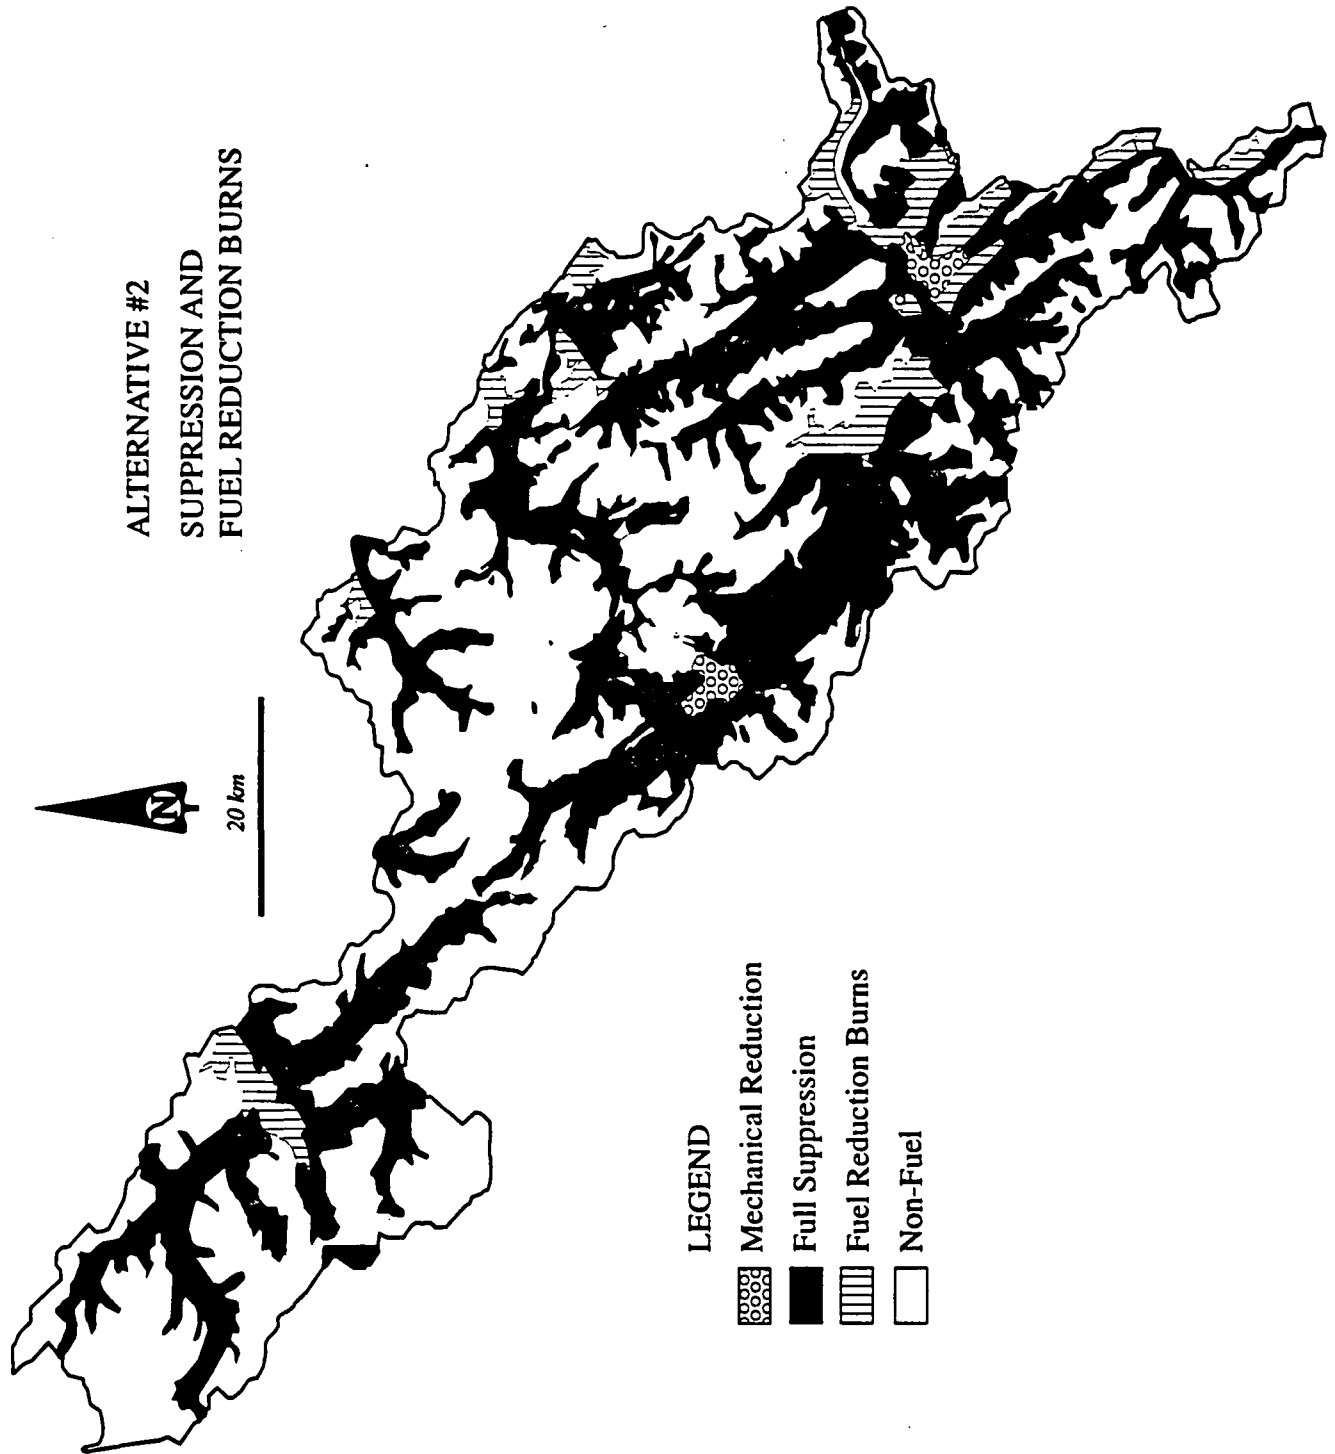 ALTERNATIVE #2
SUPPRESSION AND
FUEL REDUCTION BURNS
N
20 km
LEGEND
Mechanical Reduction
Full Suppression
Fuel Reduction Burns
Non-Fuel